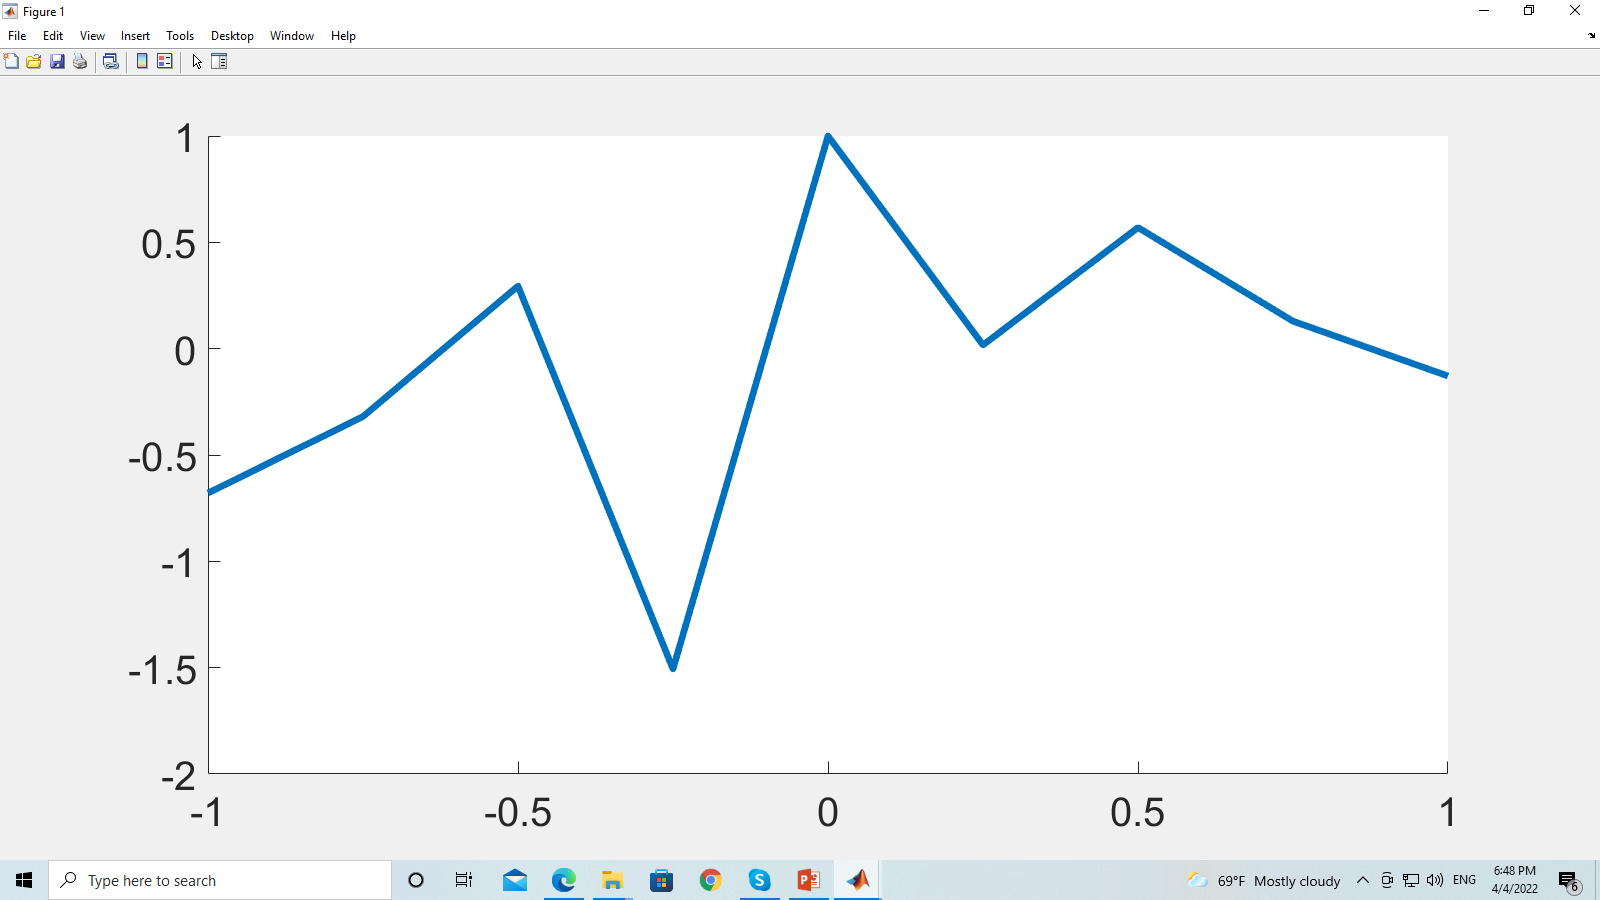 Figure 1
File Edit View Insert Tools Desktop Window Help
1
0.5
0
-0.5
-1
-1.5
-2
-1 -0.5 0 0.5 1
Type here to search
S
P
69°F Mostly cloudy
ENG
6:48 PM
4/4/2022
6